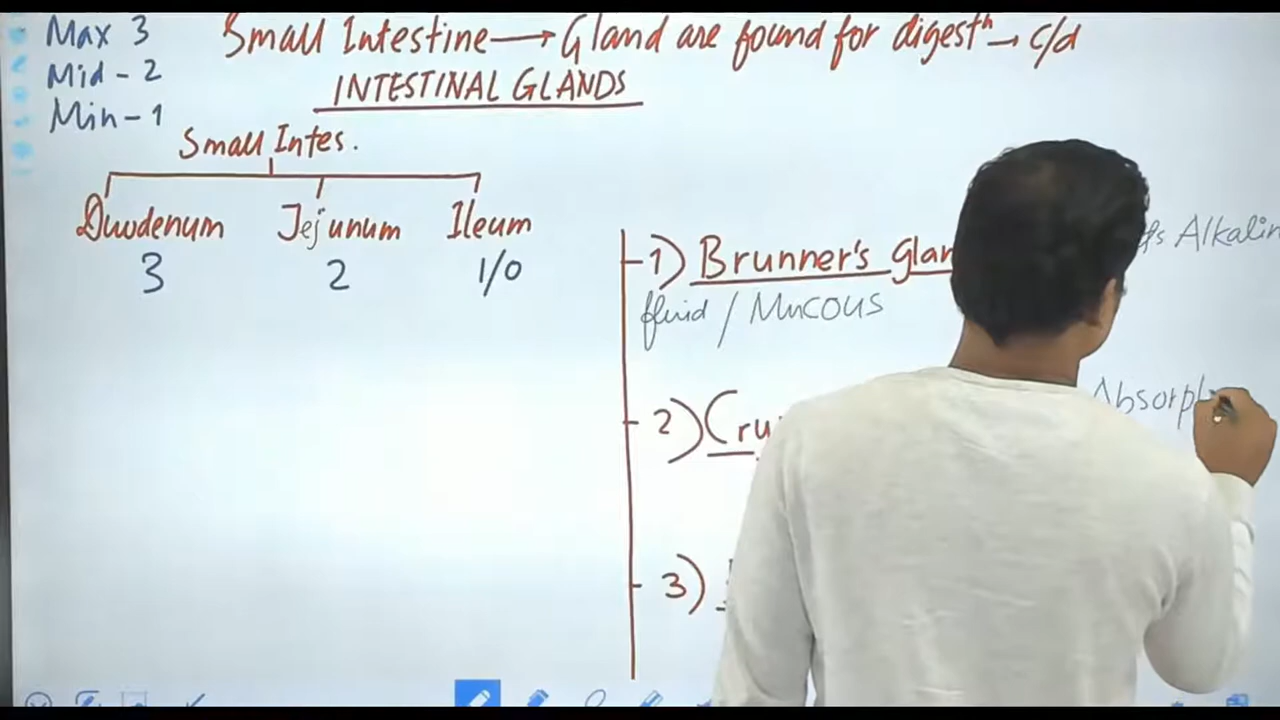 Max 3
Mid - 2
Min - 1
Small Intestine → Gland are found for digestⁿ → c/d
INTESTINAL GLANDS
Small Intes.
Duodenum Jejunum Ileum
3 2 1/0
1) Brunner's Glan
Alkalin
fluid / Mucous
2) Cru
Absorpt
3)